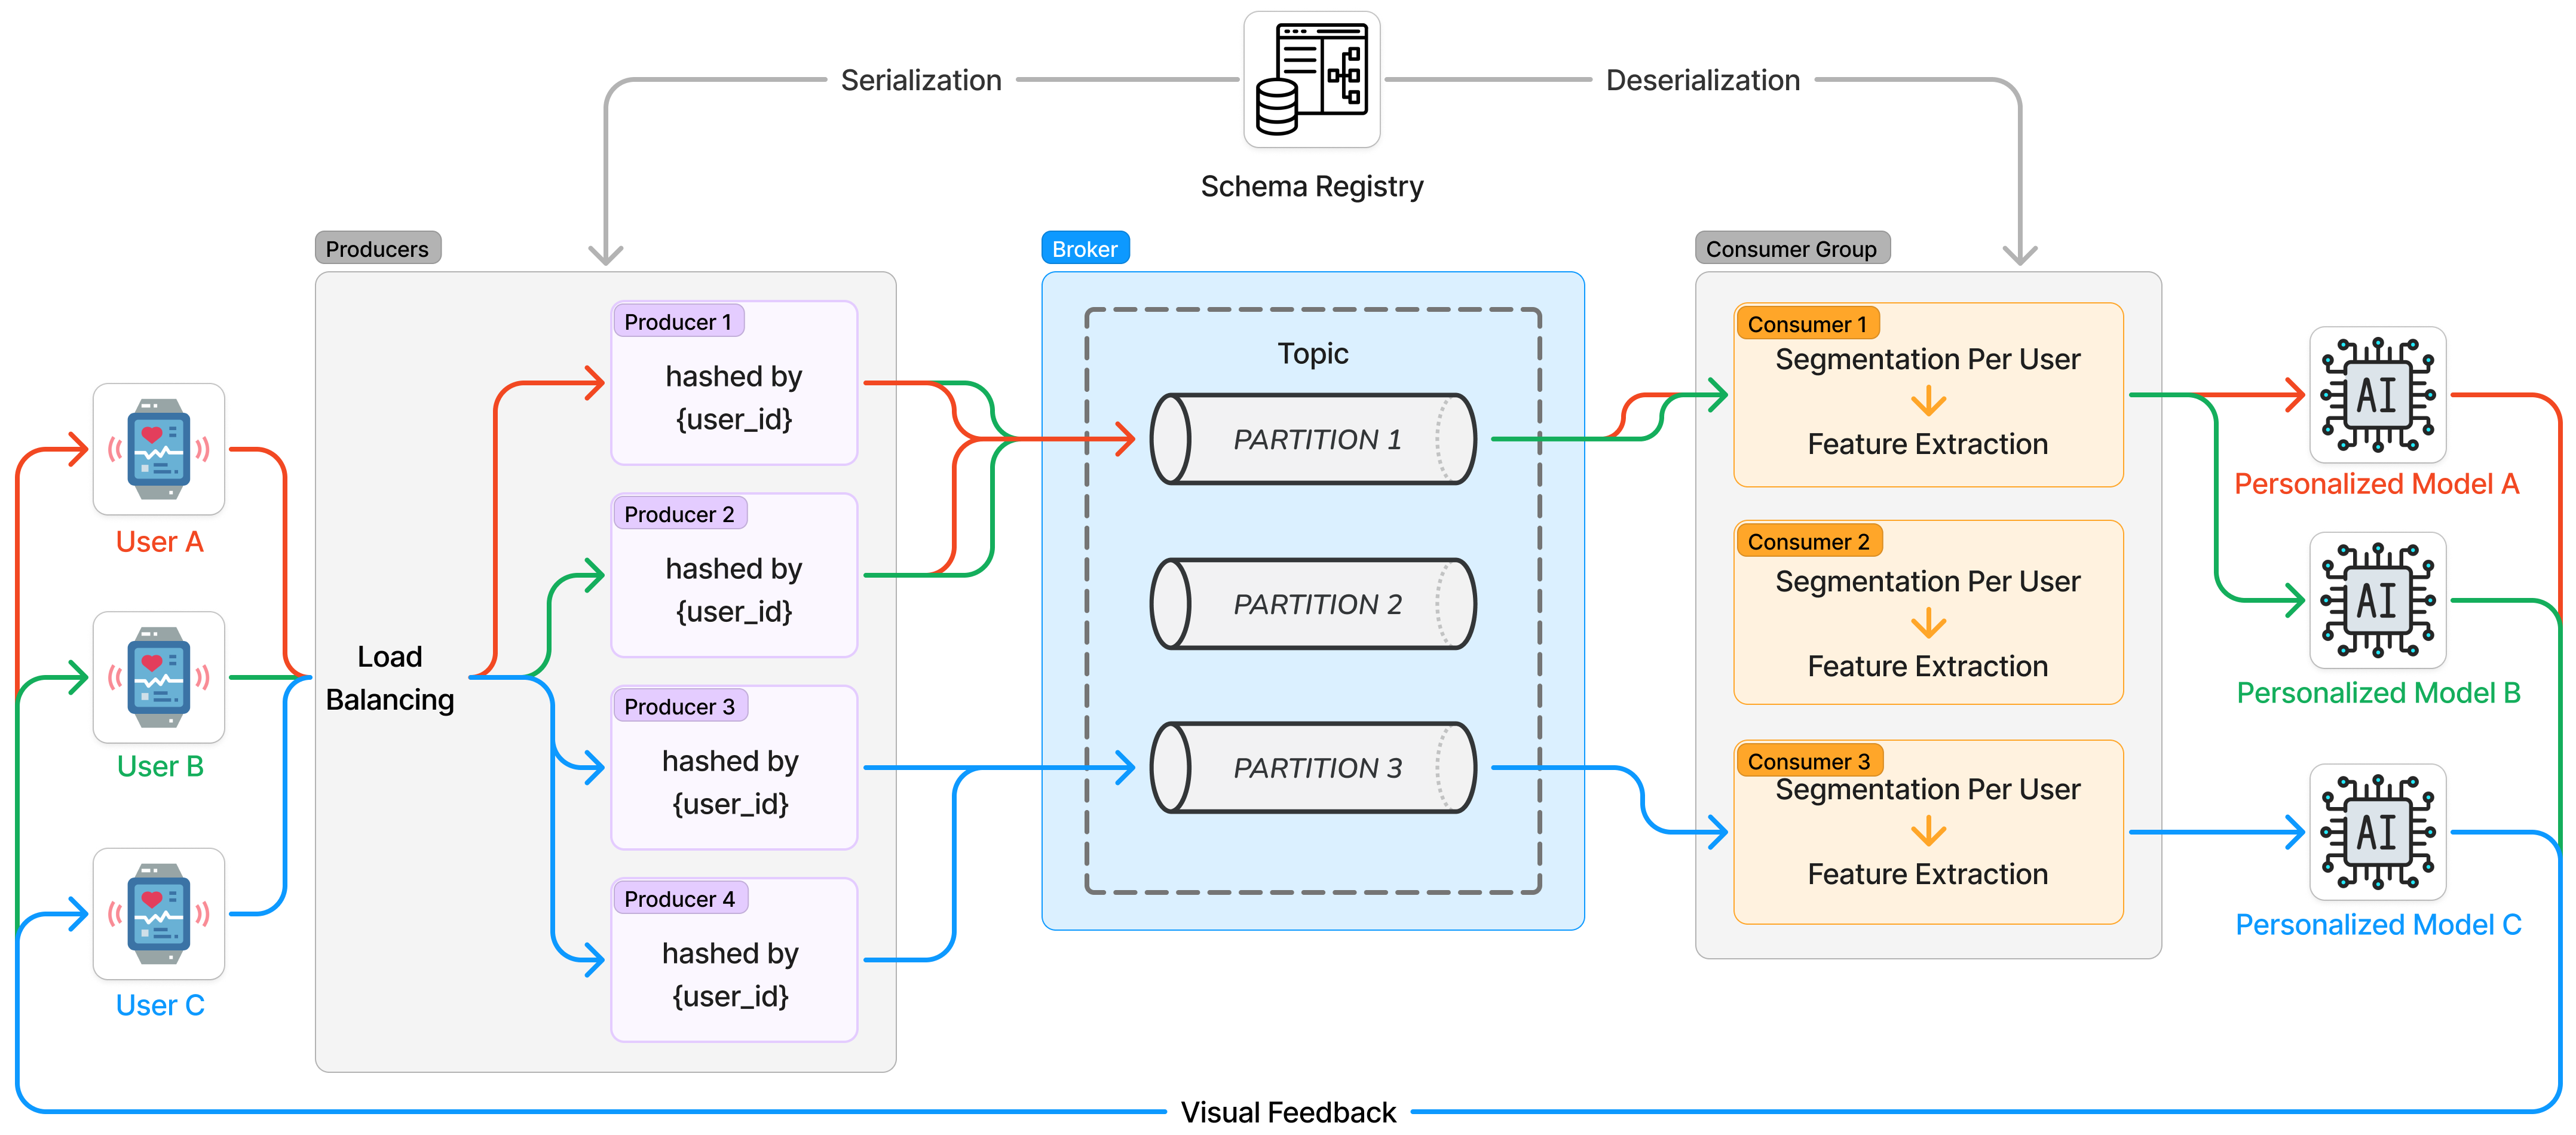 Serialization
Deserialization
Schema Registry
Producers
Broker
Consumer Group
User A
User B
User C
Load
Balancing
Producer 1
hashed by
{user_id}
Producer 2
hashed by
{user_id}
Producer 3
hashed by
{user_id}
Producer 4
hashed by
{user_id}
Topic
PARTITION 1
PARTITION 2
PARTITION 3
Consumer 1
Segmentation Per User
Feature Extraction
Consumer 2
Segmentation Per User
Feature Extraction
Consumer 3
Segmentation Per User
Feature Extraction
AI
Personalized Model A
AI
Personalized Model B
AI
Personalized Model C
Visual Feedback